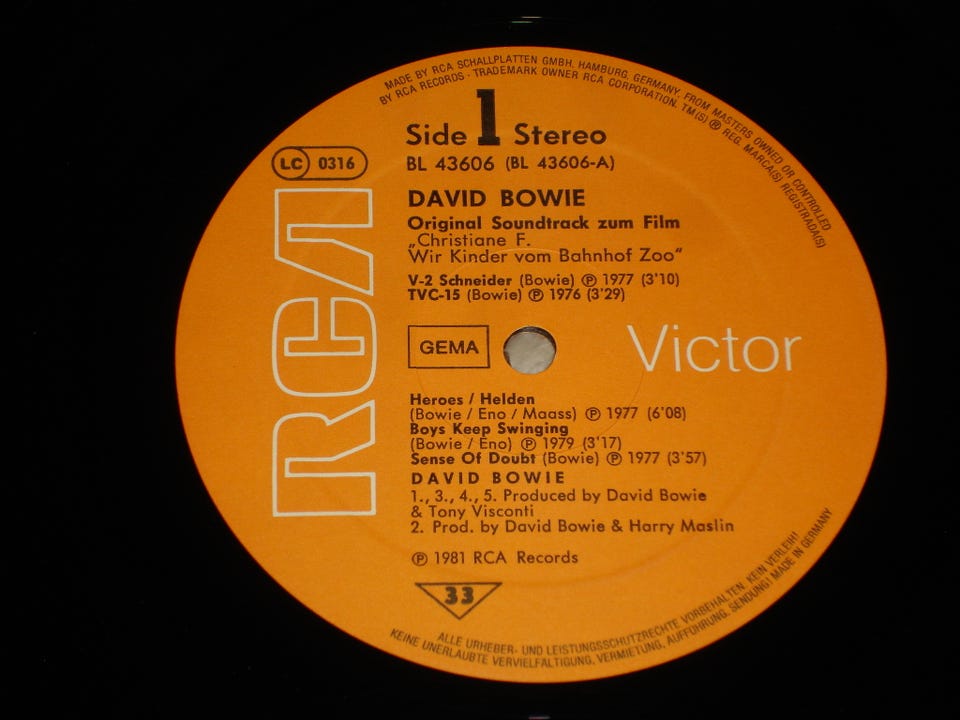 MADE BY RCA SCHALLPLATTEN GMBH, HAMBURG, GERMANY, FROM MASTERS OWNED OR CONTROLLED
BY RCA RECORDS · TRADEMARK OWNER RCA CORPORATION, TM(S) ® REG. MARCA(S) REGISTRADA(S)
Side 1 Stereo
LC 0316
BL 43606 (BL 43606-A)
RCA
DAVID BOWIE
Original Soundtrack zum Film
„Christiane F.
Wir Kinder vom Bahnhof Zoo“
V-2 Schneider (Bowie) ℗ 1977 (3'10)
TVC-15 (Bowie) ℗ 1976 (3'29)
GEMA
Victor
Heroes / Helden
(Bowie / Eno / Maass) ℗ 1977 (6'08)
Boys Keep Swinging
(Bowie / Eno) ℗ 1979 (3'17)
Sense Of Doubt (Bowie) ℗ 1977 (3'57)
DAVID BOWIE
1., 3., 4., 5. Produced by David Bowie
& Tony Visconti
2. Prod. by David Bowie & Harry Maslin
℗ 1981 RCA Records
33
ALLE URHEBER- UND LEISTUNGSSCHUTZRECHTE VORBEHALTEN. KEIN VERLEIH!
KEINE UNERLAUBTE VERVIELFÄLTIGUNG, VERMIETUNG, AUFFÜHRUNG, SENDUNG! MADE IN GERMANY